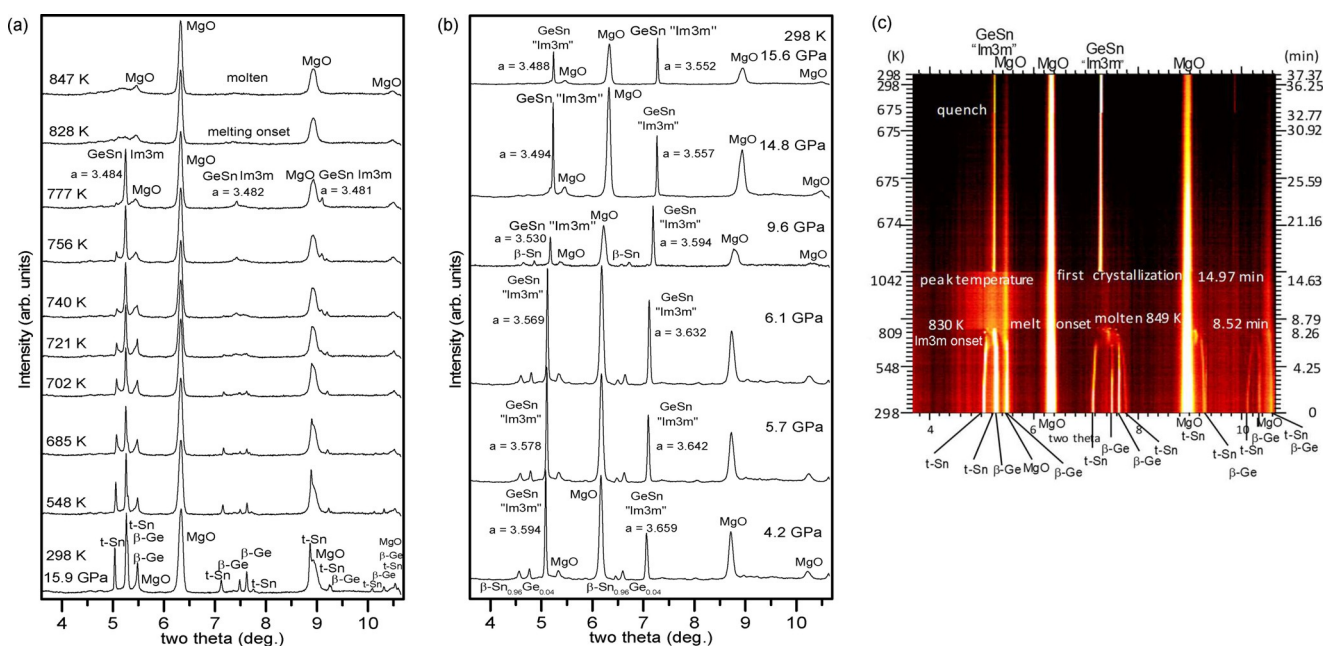 (a)
MgO
847 K
MgO
molten
MgO
828 K
melting onset
GeSn Im3m
MgO
a = 3.484
GeSn Im3m
MgO GeSn Im3m
MgO
a = 3.482
a = 3.481
777 K
756 K
740 K
721 K
702 K
685 K
548 K
298 K
15.9 GPa
t-Sn
t-Sn
β-Ge
β-Ge
MgO
MgO
t-Sn
β-Ge
β-Ge
t-Sn
t-Sn
MgO
t-Sn
β-Ge
MgO
β-Ge
t-Sn
β-Ge
t-Sn
4 5 6 7 8 9 10
two theta (deg.)
Intensity (arb. units)
(b)
GeSn
"Im3m"
MgO
GeSn "Im3m"
298 K
15.6 GPa
a = 3.488
MgO
a = 3.552
MgO
MgO
GeSn "Im3m"
MgO
GeSn
"Im3m"
14.8 GPa
a = 3.494
MgO
a = 3.557
MgO
MgO
GeSn "Im3m"
MgO
GeSn
"Im3m"
9.6 GPa
a = 3.530
β-Sn
MgO
β-Sn
a = 3.594
MgO
MgO
GeSn
"Im3m"
a = 3.569
GeSn
"Im3m"
a = 3.632
6.1 GPa
GeSn
"Im3m"
a = 3.578
GeSn
"Im3m"
a = 3.642
5.7 GPa
GeSn
"Im3m"
a = 3.594
MgO
MgO
GeSn
"Im3m"
a = 3.659
4.2 GPa
MgO
MgO
β-Sn0.96Ge0.04
β-Sn0.96Ge0.04
4 5 6 7 8 9 10
two theta (deg.)
Intensity (arb. units)
(c)
GeSn
"Im3m"
MgO
MgO
GeSn
"Im3m"
MgO
(K)
(min)
298
298
675
675
674
1042
809
548
298
37.37
36.25
32.77
30.92
25.59
21.16
14.63
8.79
8.26
4.25
0
quench
peak temperature
first crystallization
14.97 min
830 K
Im3m onset
melt onset
molten 849 K
8.52 min
4 6 8 10
two theta
t-Sn
t-Sn
β-Ge
MgO
β-Ge
MgO
t-Sn
β-Ge
β-Ge
t-Sn
MgO
t-Sn
t-Sn
β-Ge
t-Sn
MgO
β-Ge
t-Sn
β-Ge